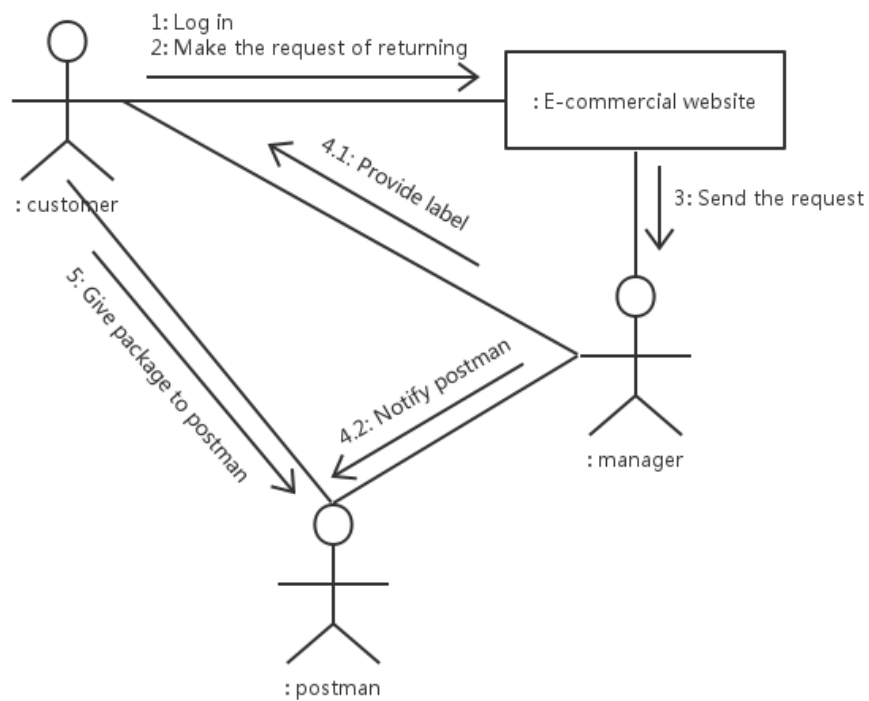 1: Log in
2: Make the request of returning
: E-commercial website
4.1: Provide label
3: Send the request
: customer
5: Give package to postman
4.2: Notify postman
: manager
: postman